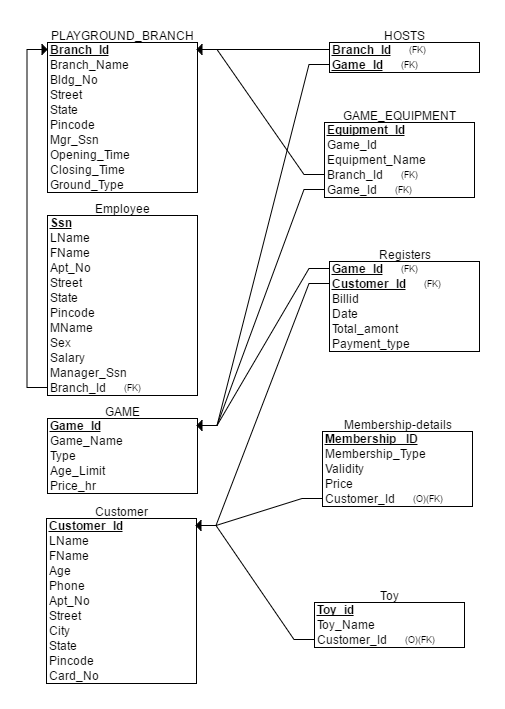 PLAYGROUND_BRANCH
Branch_Id
Branch_Name
Bldg_No
Street
State
Pincode
Mgr_Ssn
Opening_Time
Closing_Time
Ground_Type
Employee
Ssn
LName
FName
Apt_No
Street
State
Pincode
MName
Sex
Salary
Manager_Ssn
Branch_Id (FK)
GAME
Game_Id
Game_Name
Type
Age_Limit
Price_hr
Customer
Customer_Id
LName
FName
Age
Phone
Apt_No
Street
City
State
Pincode
Card_No
HOSTS
Branch_Id (FK)
Game_Id (FK)
GAME_EQUIPMENT
Equipment_Id
Game_Id
Equipment_Name
Branch_Id (FK)
Game_Id (FK)
Registers
Game_Id (FK)
Customer_Id (FK)
Billid
Date
Total_amont
Payment_type
Membership-details
Membership_ID
Membership_Type
Validity
Price
Customer_Id (O)(FK)
Toy
Toy_id
Toy_Name
Customer_Id (O)(FK)